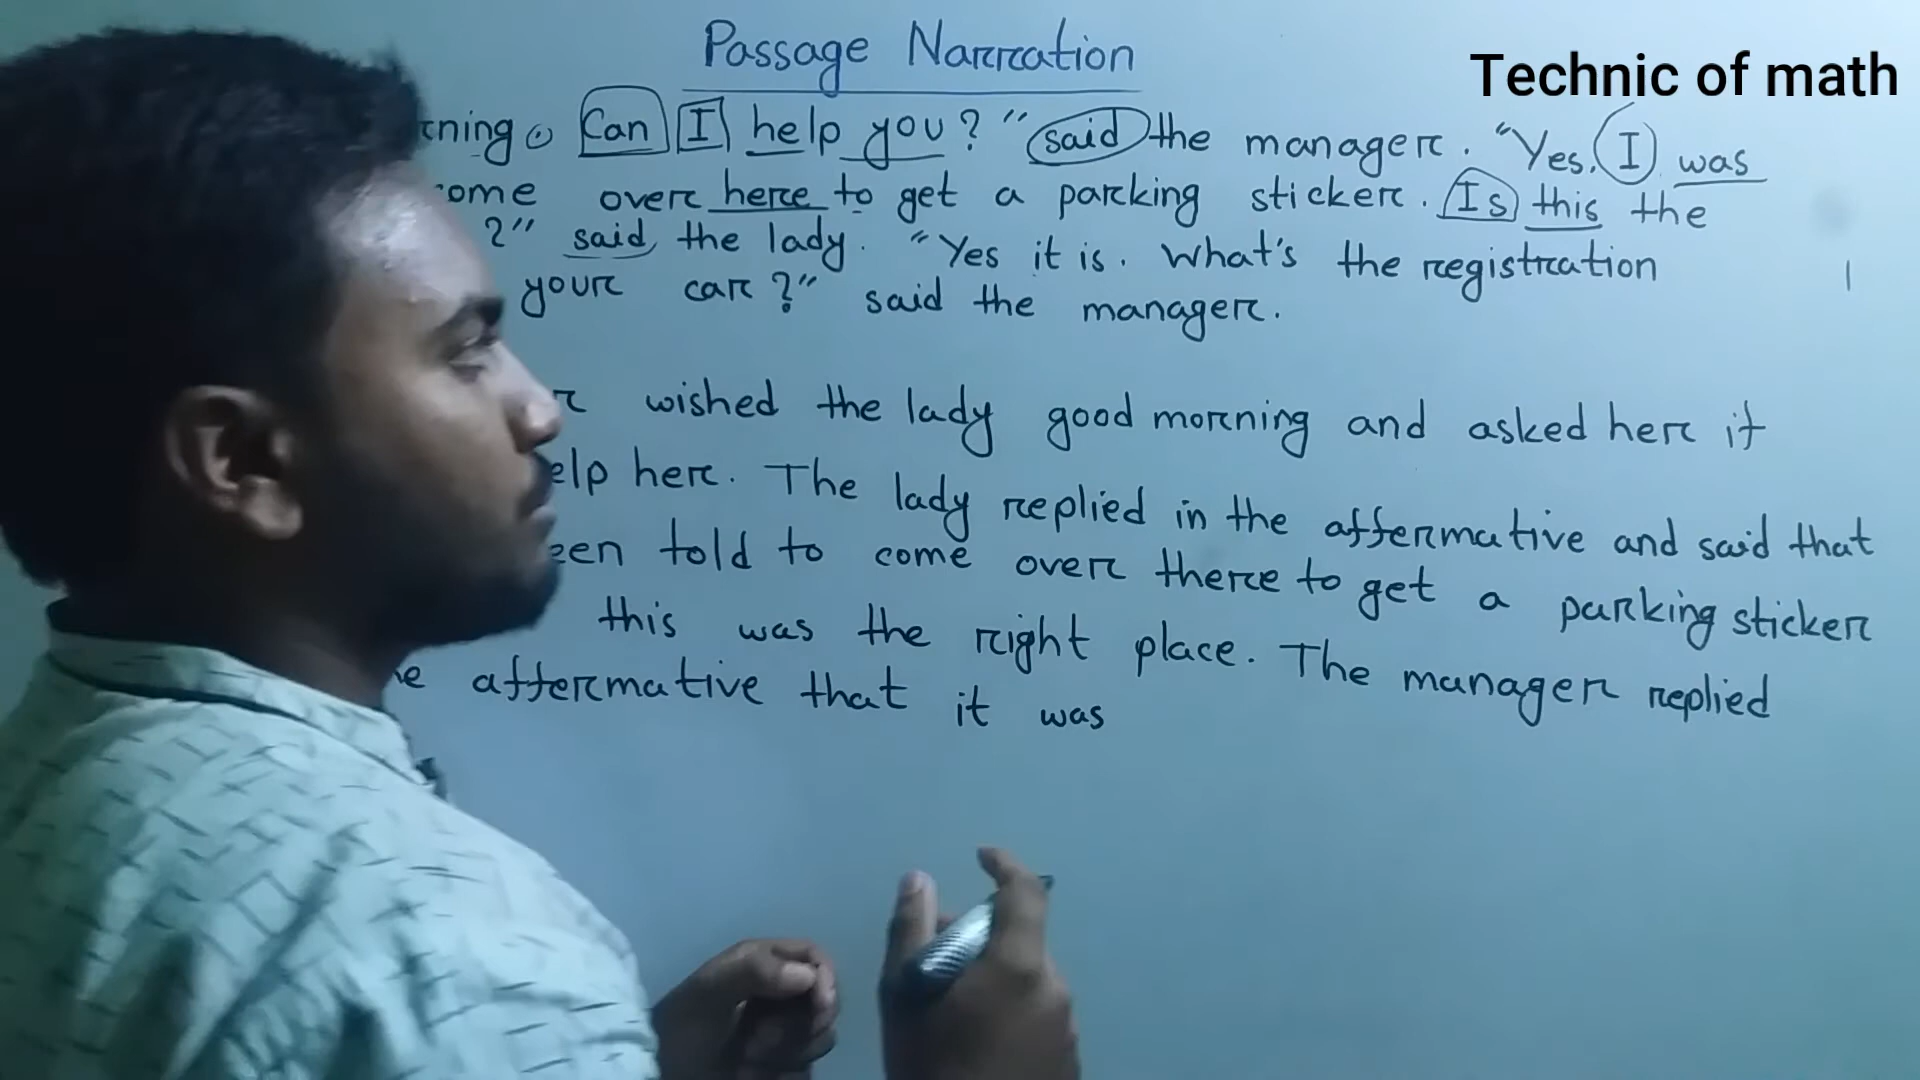 Passage Narration
Technic of math
rning. Can I help you?" said the manager. "Yes, I was
come over here to get a parking sticker. Is this the
?" said the lady. "Yes it is. What's the registration
your car?" said the manager.
r wished the lady good morning and asked her if
elp her. The lady replied in the affermative and said that
een told to come over there to get a parking sticker
this was the right place. The manager replied
he affermative that it was